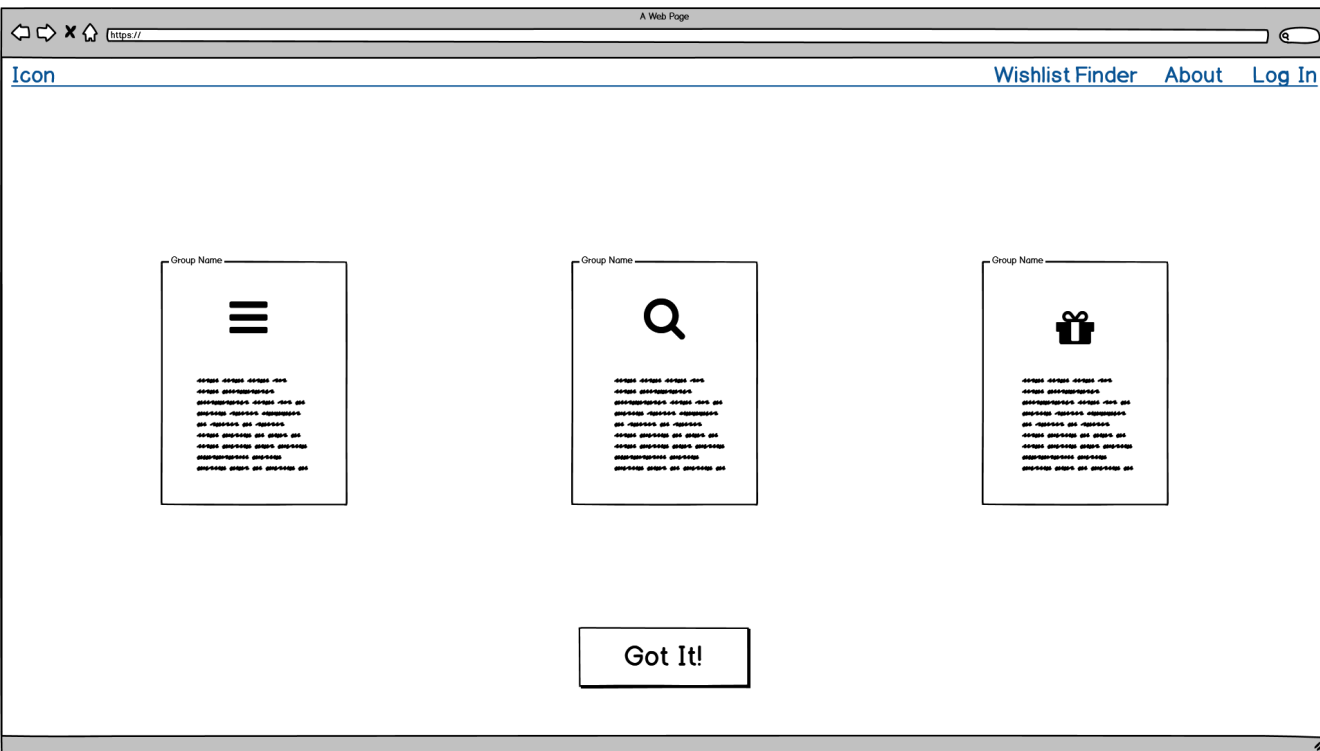 A Web Page
https://
Icon Wishlist Finder About Log In
Group Name Group Name Group Name
Got It!